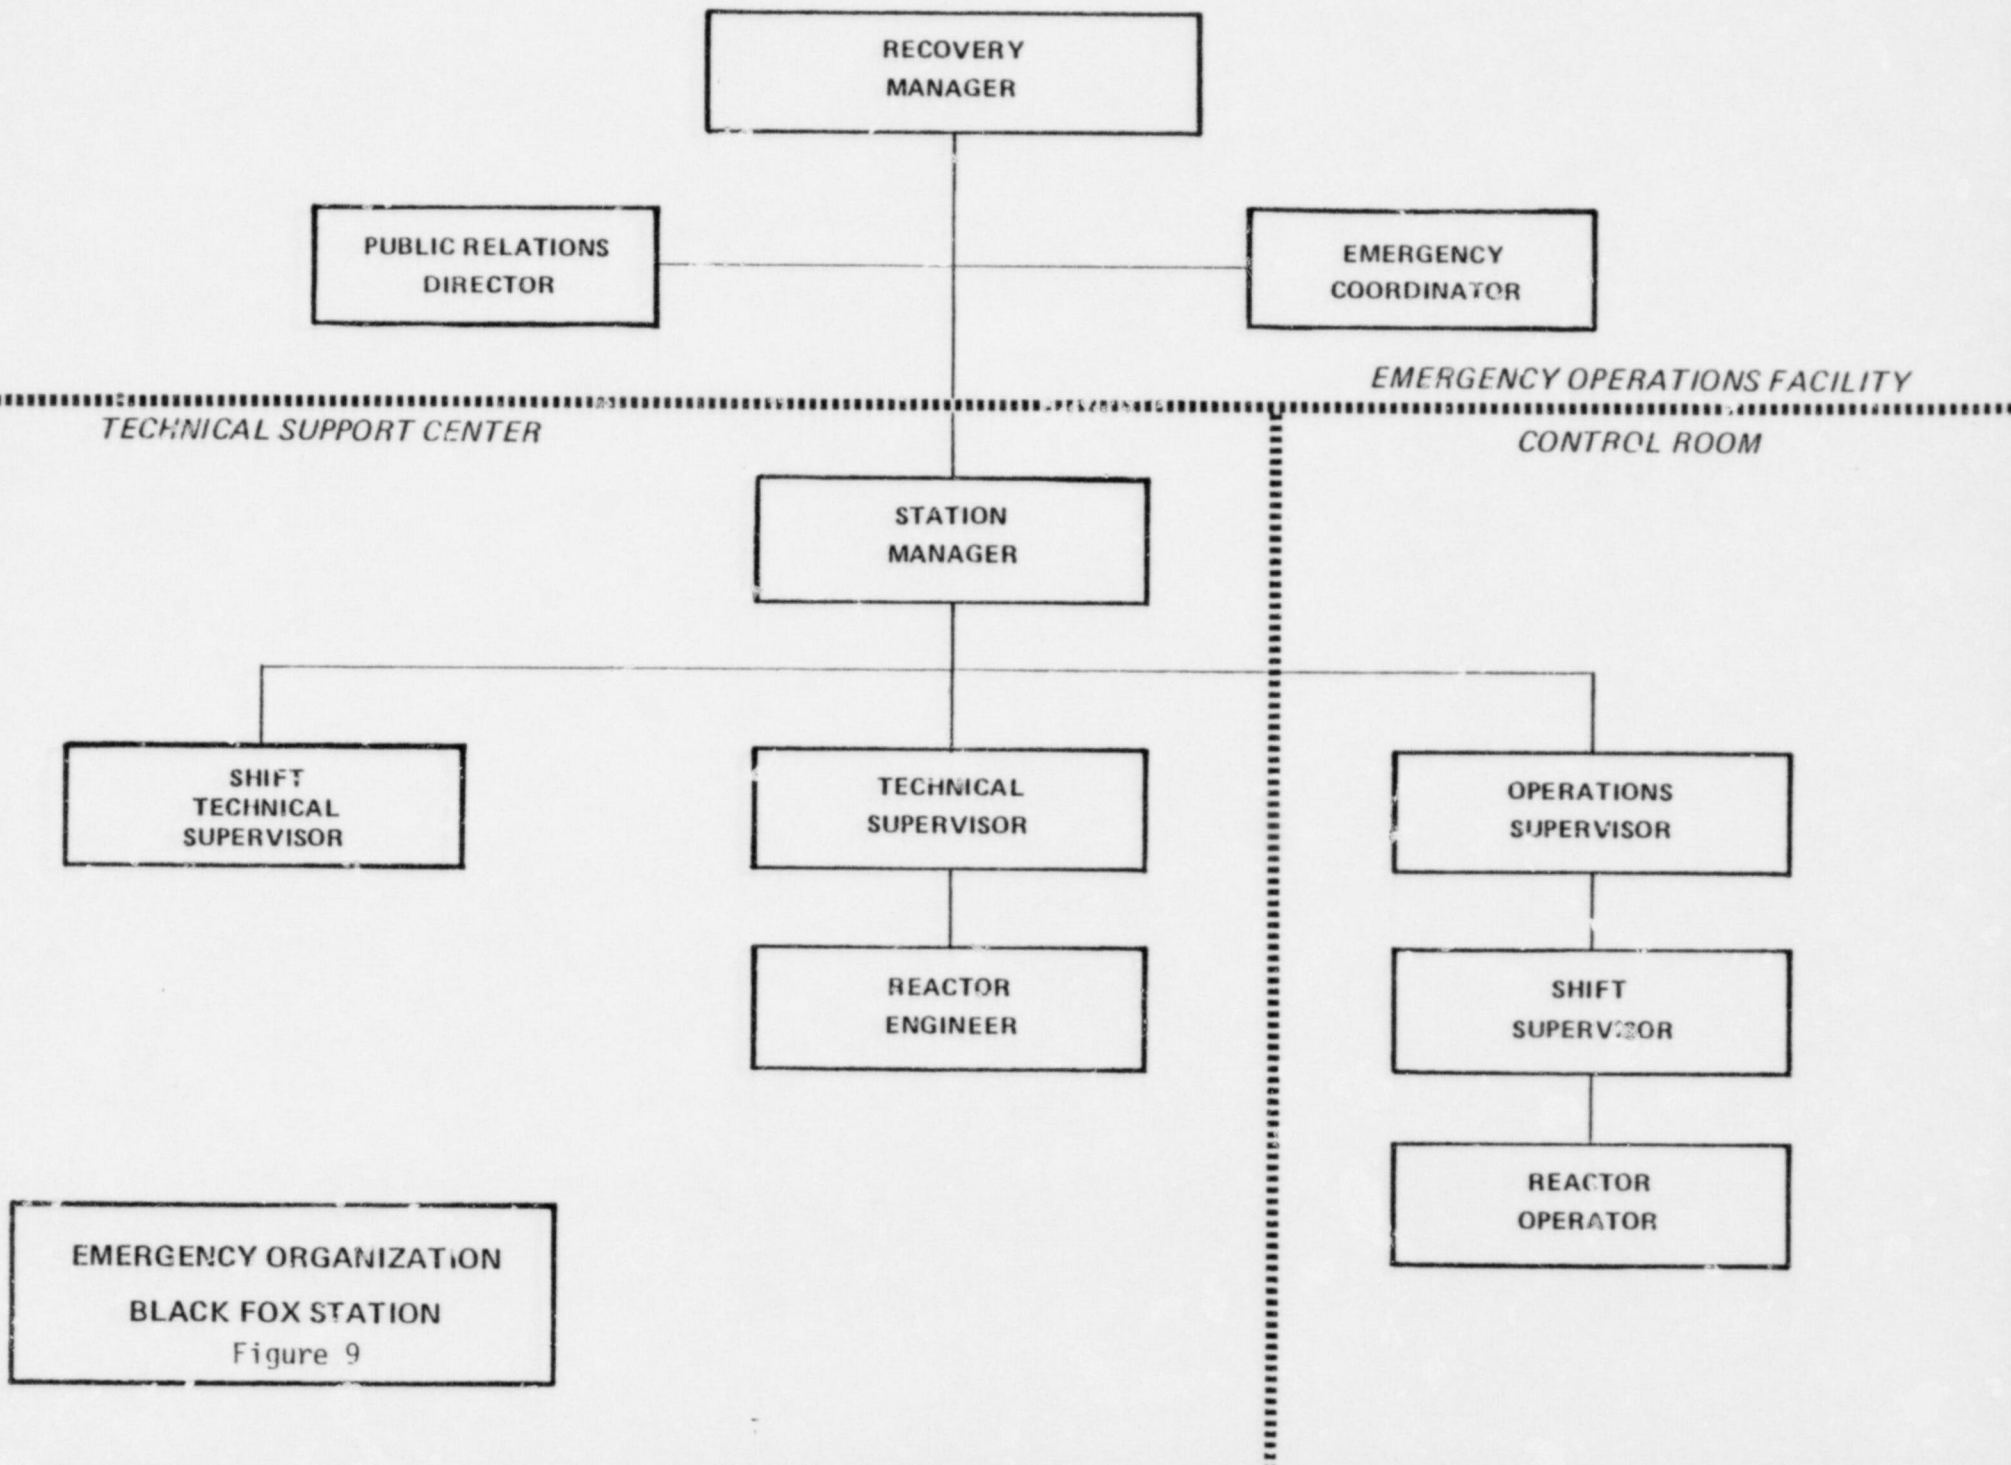 RECOVERY
MANAGER
PUBLIC RELATIONS
DIRECTOR
EMERGENCY
COORDINATOR
EMERGENCY OPERATIONS FACILITY
TECHNICAL SUPPORT CENTER
CONTROL ROOM
STATION
MANAGER
SHIFT
TECHNICAL
SUPERVISOR
TECHNICAL
SUPERVISOR
OPERATIONS
SUPERVISOR
REACTOR
ENGINEER
SHIFT
SUPERVISOR
REACTOR
OPERATOR
EMERGENCY ORGANIZATION
BLACK FOX STATION
Figure 9